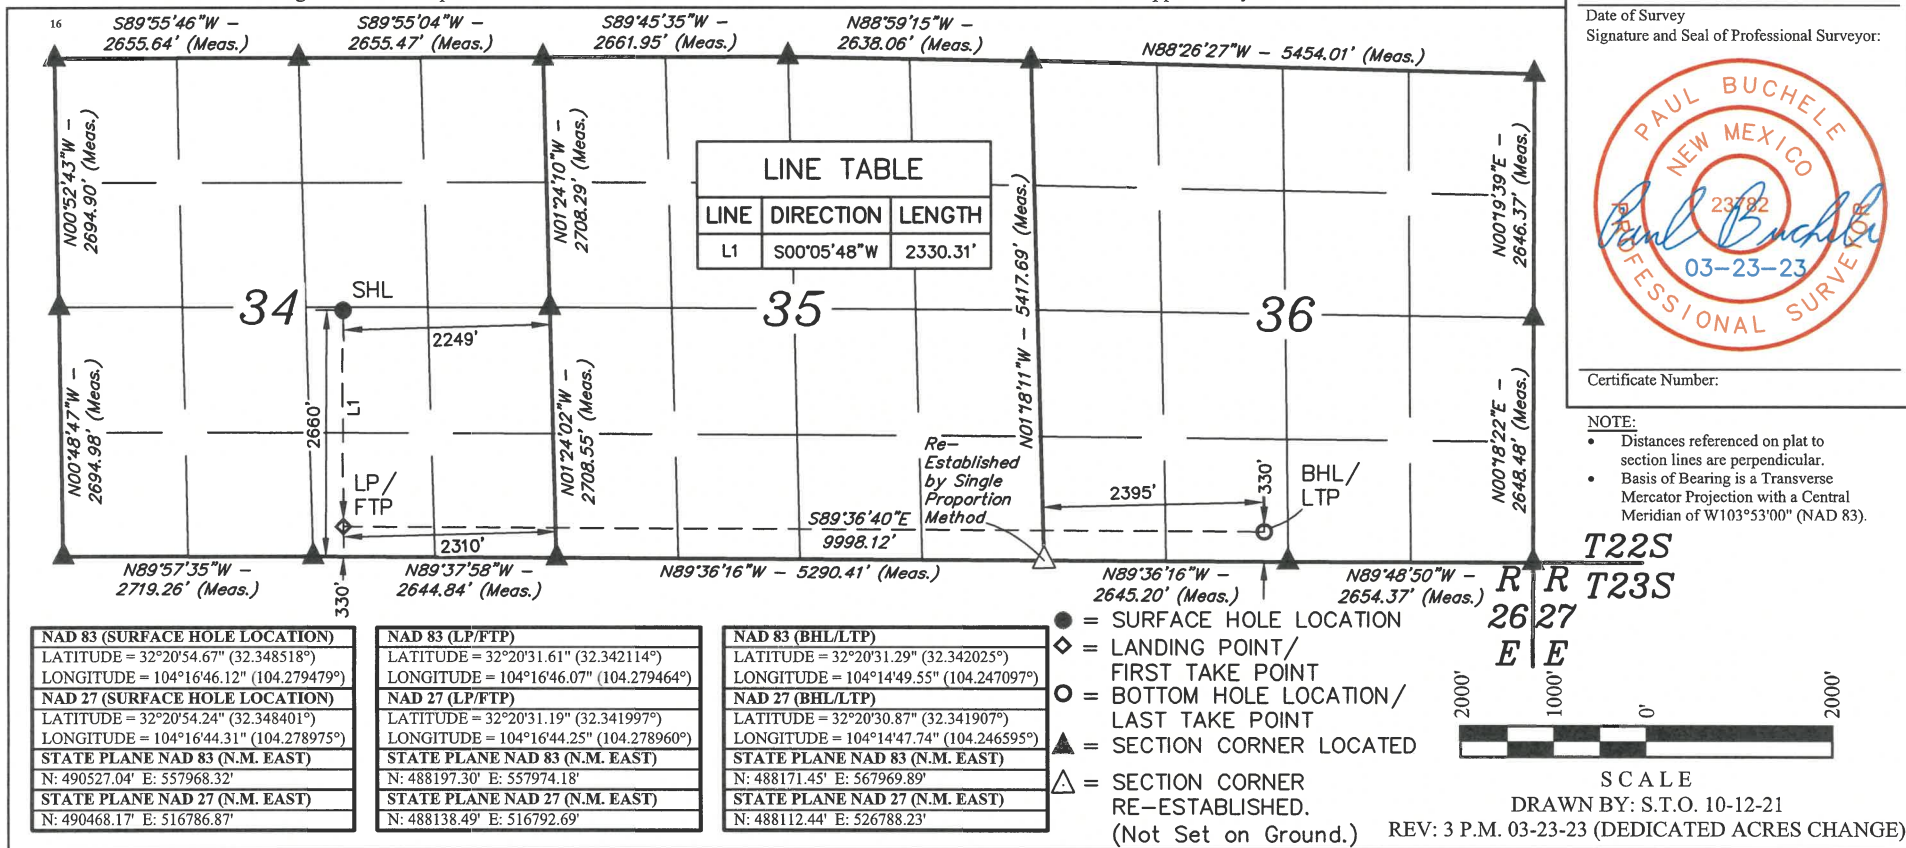 16
S89°55'46"W –
2655.64' (Meas.)
S89°55'04"W –
2655.47' (Meas.)
S89°45'35"W –
2661.95' (Meas.)
N88°59'15"W –
2638.06' (Meas.)
N88°26'27"W – 5454.01' (Meas.)
N00°52'43"W –
2694.90' (Meas.)
N01°24'10"W –
2708.29' (Meas.)
N01°18'11"W – 5417.69' (Meas.)
N00°19'39"E –
2646.37' (Meas.)
LINE TABLE
LINE DIRECTION LENGTH
L1 S00°05'48"W 2330.31'
34
SHL
35
36
2249'
2660'
L1
N00°48'47"W –
2694.98' (Meas.)
N01°24'02"W –
2708.55' (Meas.)
N00°18'22"E –
2648.48' (Meas.)
LP/
FTP
2310'
S89°36'40"E
9998.12'
Re-
Established
by Single
Proportion
Method
2395'
330'
BHL/
LTP
N89°57'35"W –
2719.26' (Meas.)
330'
N89°37'58"W –
2644.84' (Meas.)
N89°36'16"W – 5290.41' (Meas.)
N89°36'16"W –
2645.20' (Meas.)
N89°48'50"W –
2654.37' (Meas.)
T22S
T23S
R R
26 27
E E
Date of Survey
Signature and Seal of Professional Surveyor:
PAUL BUCHELE
NEW MEXICO
23782
PROFESSIONAL SURVEYOR
Paul Buchele
03-23-23
Certificate Number:
NOTE:
• Distances referenced on plat to
section lines are perpendicular.
• Basis of Bearing is a Transverse
Mercator Projection with a Central
Meridian of W103°53'00" (NAD 83).
NAD 83 (SURFACE HOLE LOCATION)
LATITUDE = 32°20'54.67" (32.348518°)
LONGITUDE = 104°16'46.12" (104.279479°)
NAD 27 (SURFACE HOLE LOCATION)
LATITUDE = 32°20'54.24" (32.348401°)
LONGITUDE = 104°16'44.31" (104.278975°)
STATE PLANE NAD 83 (N.M. EAST)
N: 490527.04' E: 557968.32'
STATE PLANE NAD 27 (N.M. EAST)
N: 490468.17' E: 516786.87'
NAD 83 (LP/FTP)
LATITUDE = 32°20'31.61" (32.342114°)
LONGITUDE = 104°16'46.07" (104.279464°)
NAD 27 (LP/FTP)
LATITUDE = 32°20'31.19" (32.341997°)
LONGITUDE = 104°16'44.25" (104.278960°)
STATE PLANE NAD 83 (N.M. EAST)
N: 488197.30' E: 557974.18'
STATE PLANE NAD 27 (N.M. EAST)
N: 488138.49' E: 516792.69'
NAD 83 (BHL/LTP)
LATITUDE = 32°20'31.29" (32.342025°)
LONGITUDE = 104°14'49.55" (104.247097°)
NAD 27 (BHL/LTP)
LATITUDE = 32°20'30.87" (32.341907°)
LONGITUDE = 104°14'47.74" (104.246595°)
STATE PLANE NAD 83 (N.M. EAST)
N: 488171.45' E: 567969.89'
STATE PLANE NAD 27 (N.M. EAST)
N: 488112.44' E: 526788.23'
= SURFACE HOLE LOCATION
= LANDING POINT/
FIRST TAKE POINT
= BOTTOM HOLE LOCATION/
LAST TAKE POINT
= SECTION CORNER LOCATED
= SECTION CORNER
RE-ESTABLISHED.
(Not Set on Ground.)
2000' 1000' 0' 2000'
SCALE
DRAWN BY: S.T.O. 10-12-21
REV: 3 P.M. 03-23-23 (DEDICATED ACRES CHANGE)